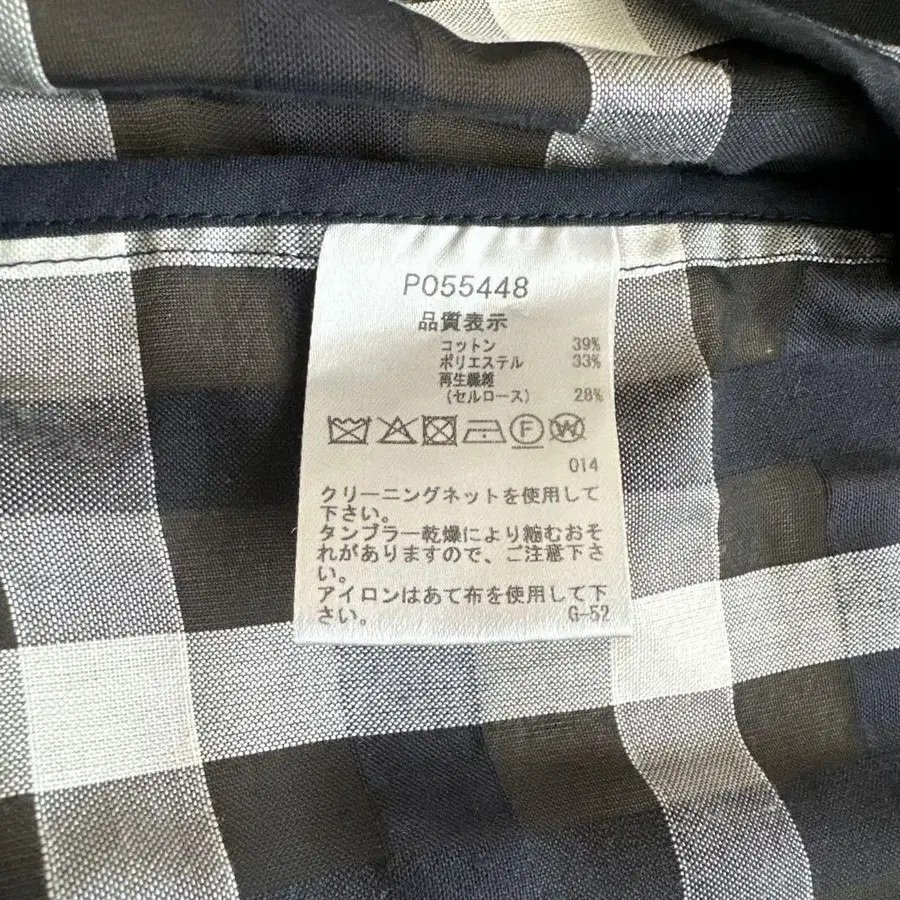 P055448
品質表示
コットン 39%
ポリエステル 33%
再生繊維
(セルロース) 28%
F W
014
クリーニングネットを使用して
下さい。
タンブラー乾燥により縮むおそ
れがありますので、ご注意下さ
い。
アイロンはあて布を使用して下
さい。 G-52